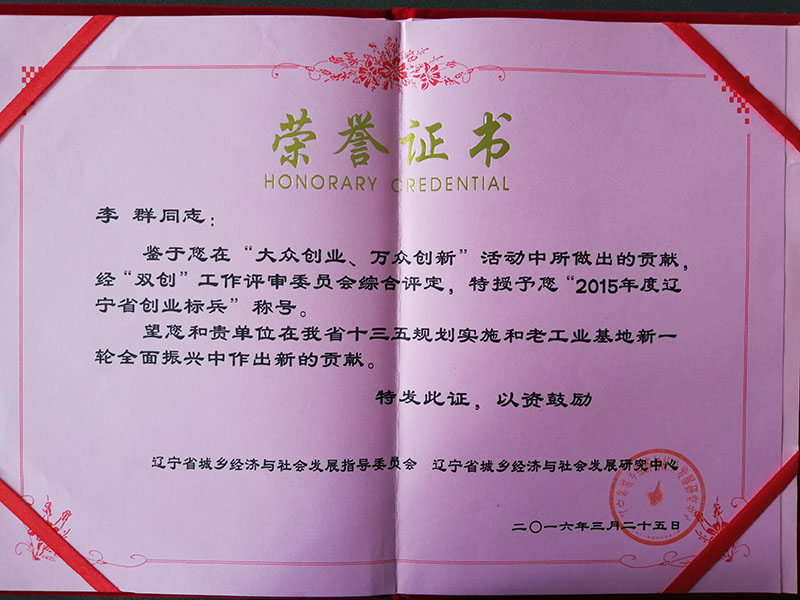 荣誉证书
HONORARY CREDENTIAL
李 群同志：
鉴于您在“大众创业、万众创新”活动中所做出的贡献，
经“双创”工作评审委员会综合评定，特授予您“2015年度辽
宁省创业标兵”称号。
望您和贵单位在我省十三五规划实施和老工业基地新一
轮全面振兴中作出新的贡献。
特发此证，以资鼓励
辽宁省城乡经济与社会发展指导委员会 辽宁省城乡经济与社会发展研究中心
二〇一六年三月二十五日